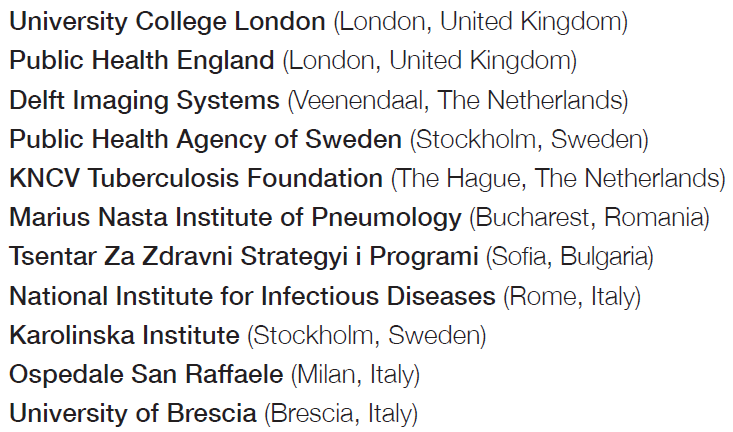 University College London (London, United Kingdom)
Public Health England (London, United Kingdom)
Delft Imaging Systems (Veenendaal, The Netherlands)
Public Health Agency of Sweden (Stockholm, Sweden)
KNCV Tuberculosis Foundation (The Hague, The Netherlands)
Marius Nasta Institute of Pneumology (Bucharest, Romania)
Tsentar Za Zdravni Strategyi i Programi (Sofia, Bulgaria)
National Institute for Infectious Diseases (Rome, Italy)
Karolinska Institute (Stockholm, Sweden)
Ospedale San Raffaele (Milan, Italy)
University of Brescia (Brescia, Italy)